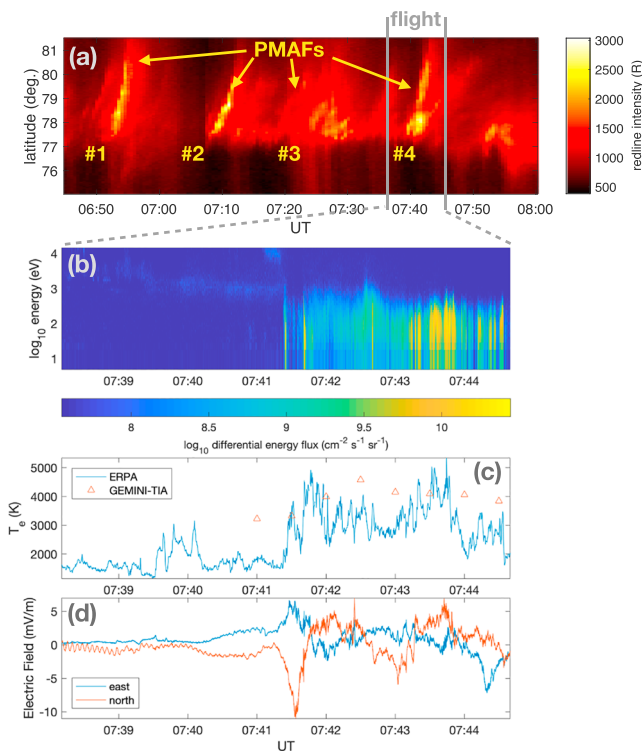 flight
(a)
PMAFs
#1
#2
#3
#4
81
80
79
78
77
76
latitude (deg.)
06:50 07:00 07:10 07:20 07:30 07:40 07:50 08:00
UT
3000
2500
2000
1500
1000
500
redline intensity (R)
(b)
4
3
2
1
log10 energy (eV)
07:39 07:40 07:41 07:42 07:43 07:44
8 8.5 9 9.5 10
log10 differential energy flux (cm-2 s-1 sr-1)
(c)
ERPA
GEMINI-TIA
5000
4000
3000
2000
Te (K)
07:39 07:40 07:41 07:42 07:43 07:44
(d)
5
0
-5
-10
Electric Field (mV/m)
east
north
07:39 07:40 07:41 07:42 07:43 07:44
UT